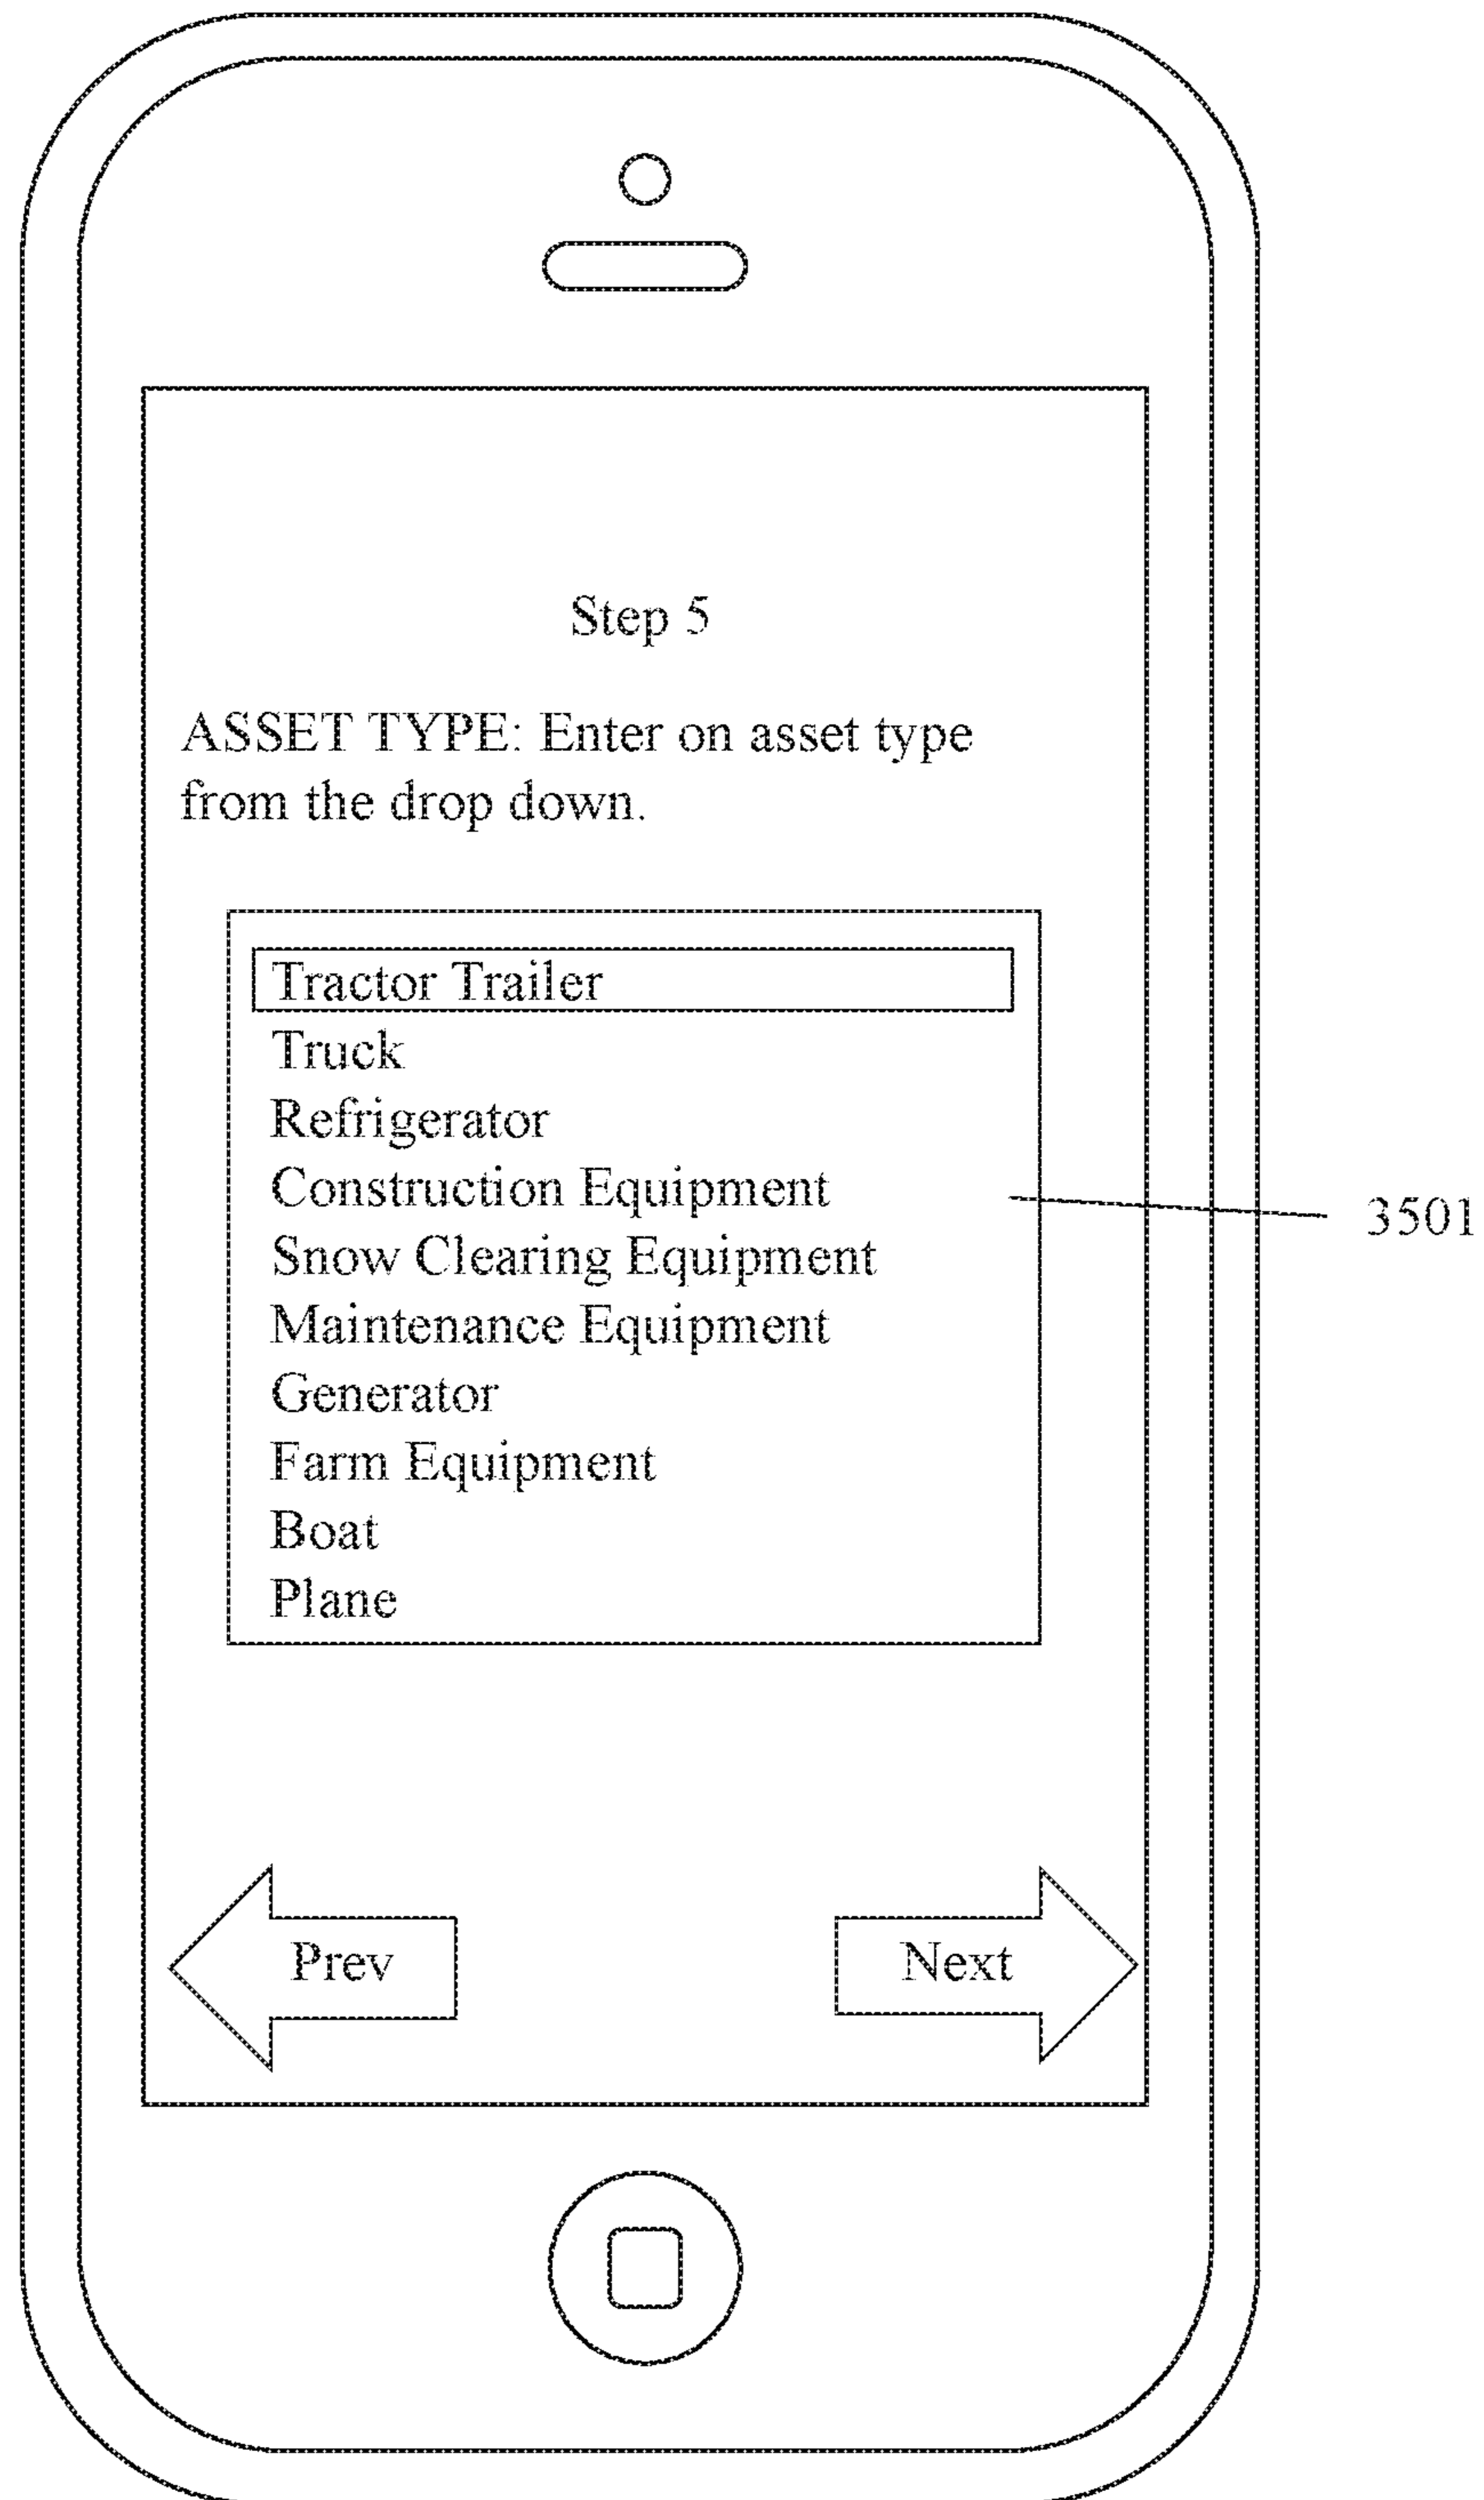 Step 5
ASSET TYPE: Enter on asset type
from the drop down.
Tractor Trailer
Truck
Refrigerator
Construction Equipment
3501
Snow Clearing Equipment
Maintenance Equipment
Generator
Farm Equipment
Boat
Plane
Prev
Next